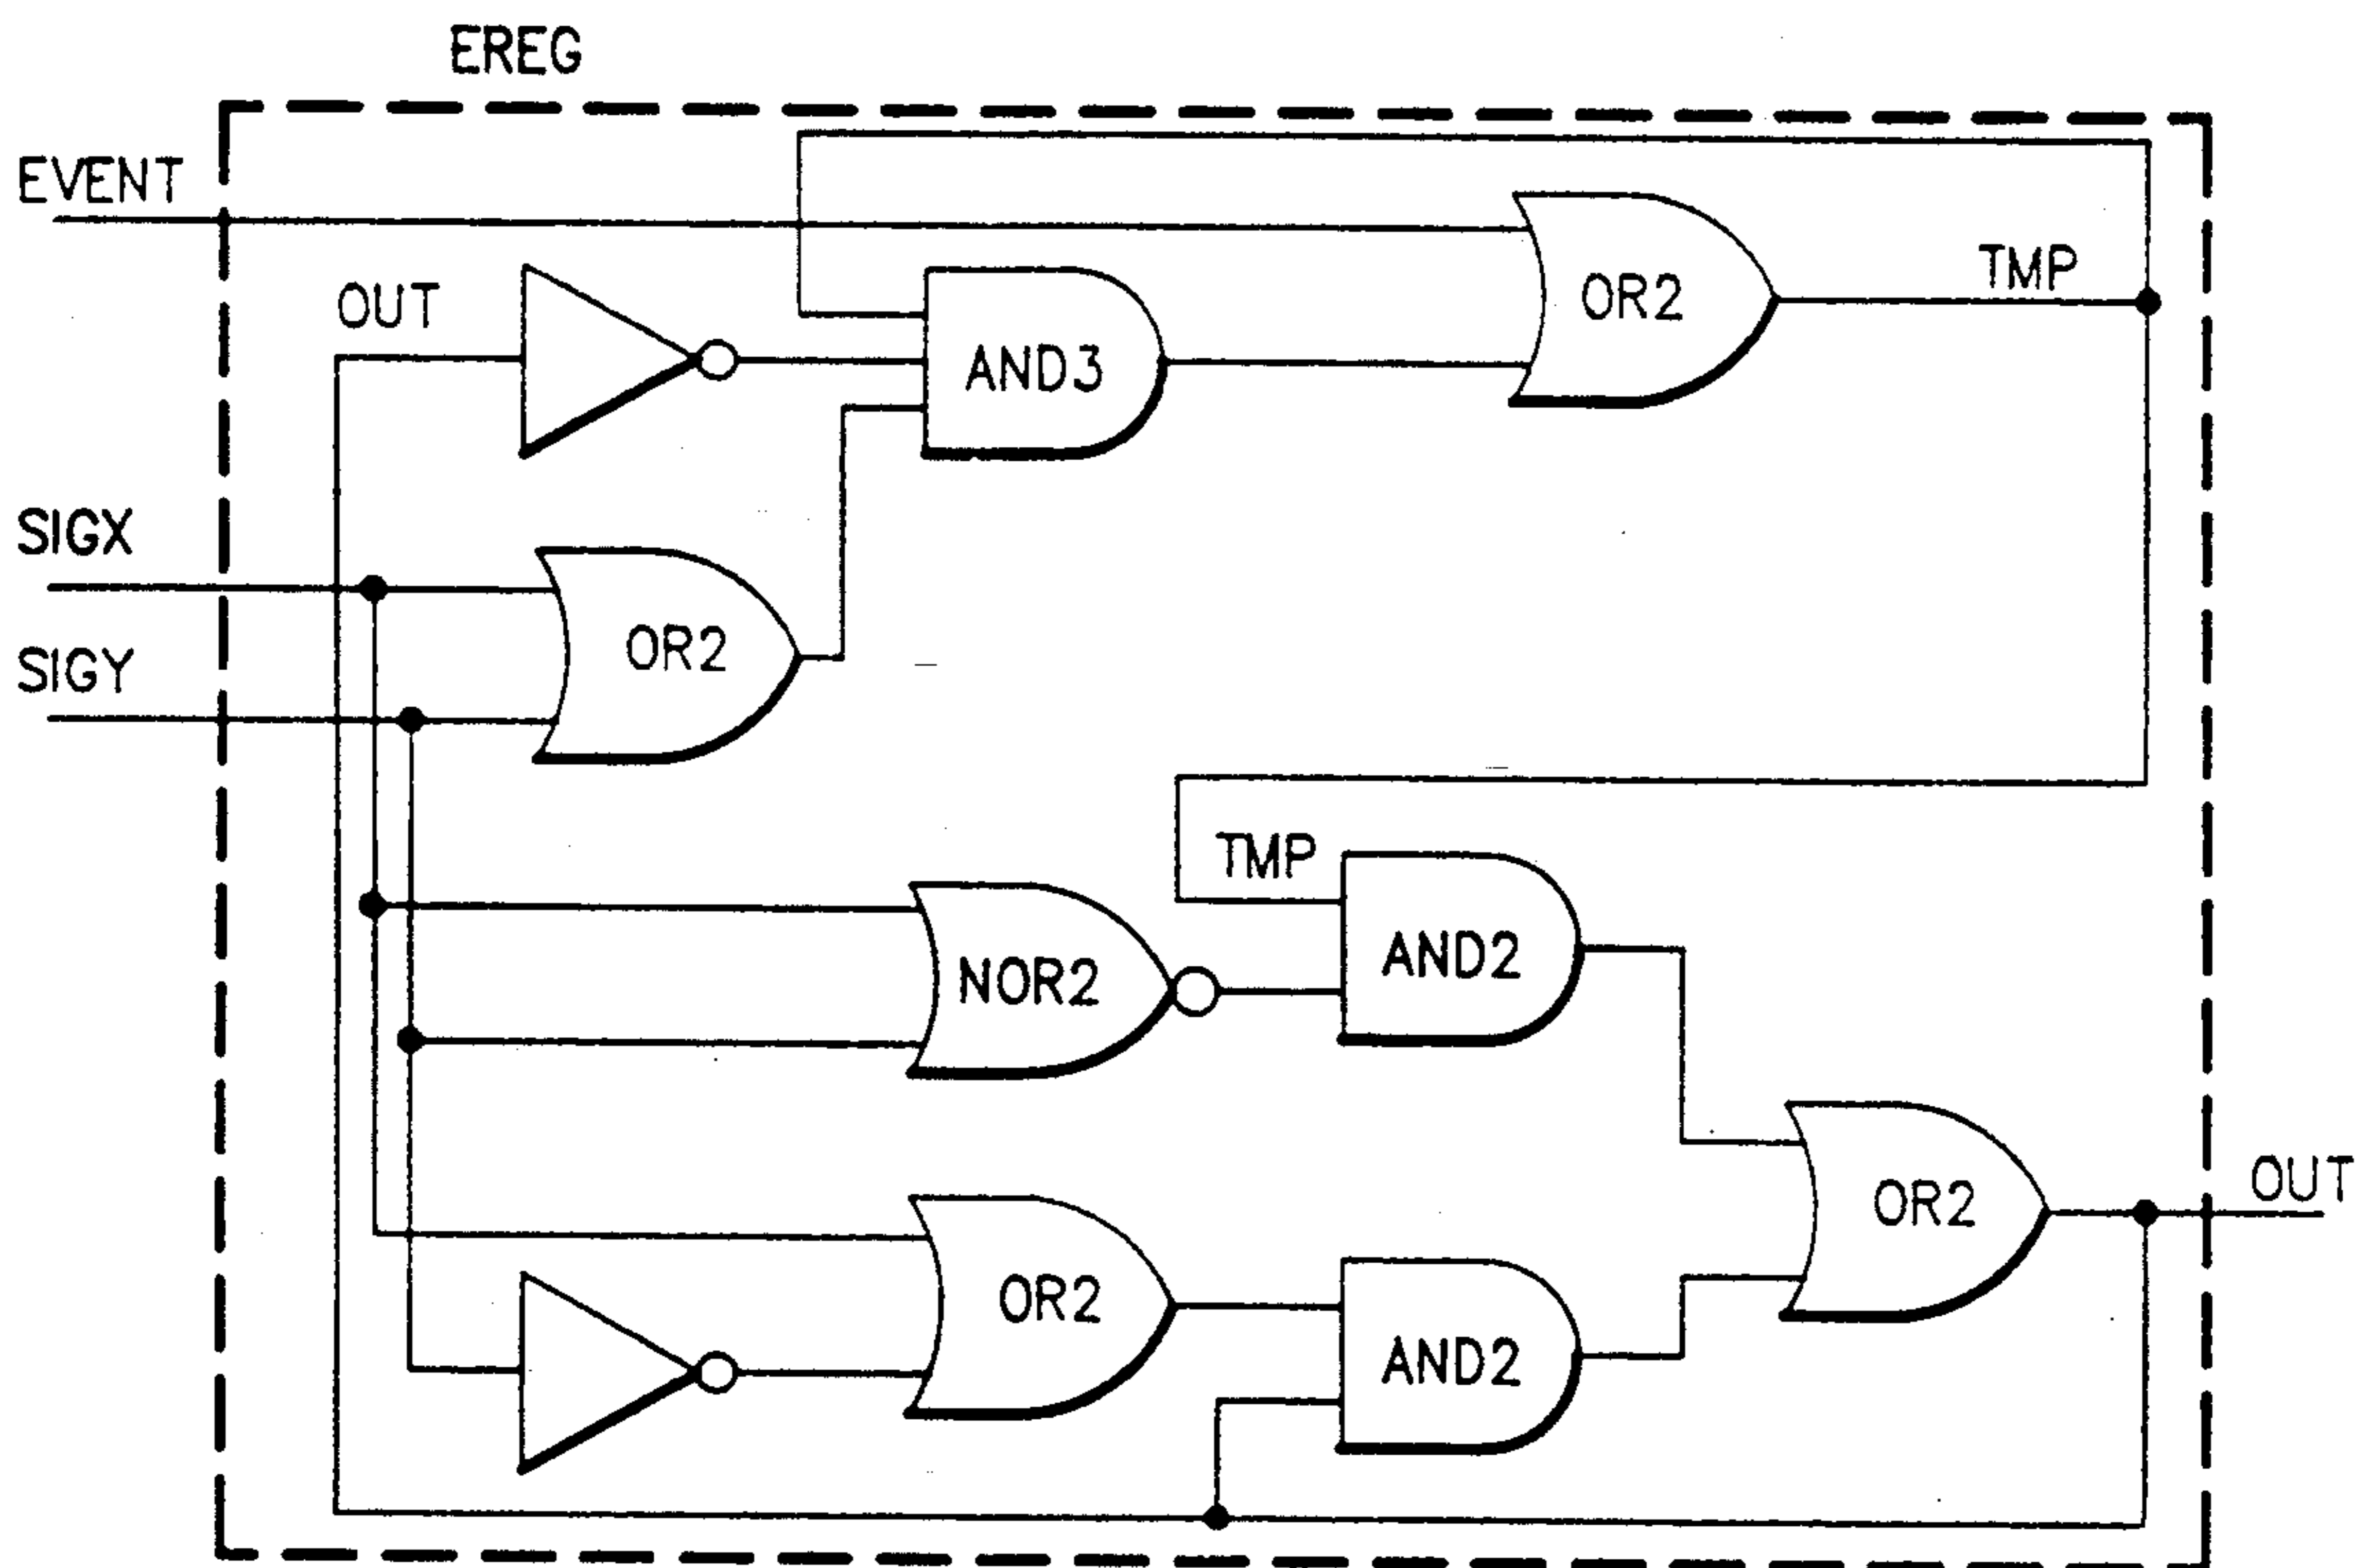 EREG
EVENT
OUT
AND3
OR2
TMP
SIGX
SIGY
OR2
TMP
AND2
NOR2
OR2
OUT
OR2
AND2